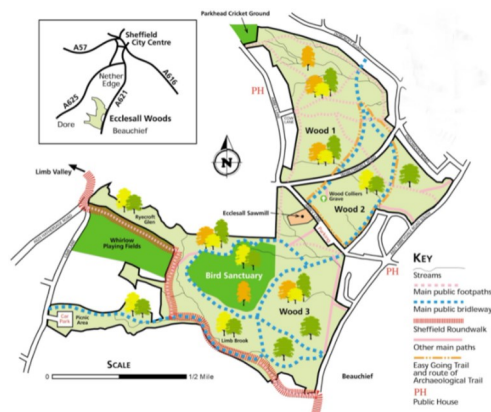 Parkhead Cricket Ground
Sheffield
City Centre
A57
A616
Nether
Edge
A625
A621
Ecclesall Woods
Dore
Beauchief
PH
Wood 1
N
Limb Valley
Wood Colliers
Grave
Ecclesall Sawmill
Wood 2
Ryecroft
Glen
Whirlow
Playing Fields
Bird Sanctuary
PH
Wood 3
Car
Park
Picnic
Area
Limb Brook
Beauchief
SCALE
0
1/2 Mile
KEY
Streams
Main public footpaths
Main public bridleway
Sheffield Roundwalk
Other main paths
Easy Going Trail
and route of
Archaeological Trail
PH
Public House